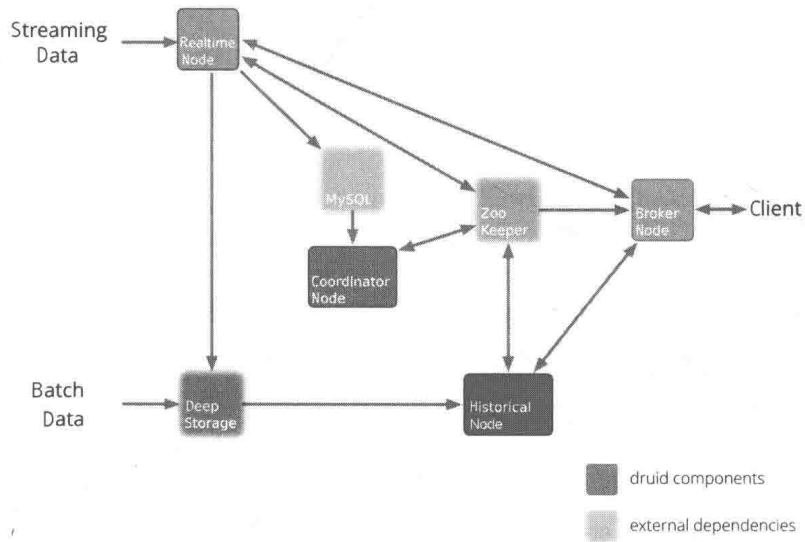 Streaming
Data
Realtime
Node
MySQL
Zoo
Keeper
Broker
Node
Client
Coordinator
Node
Batch
Data
Deep
Storage
Historical
Node
druid components
external dependencies